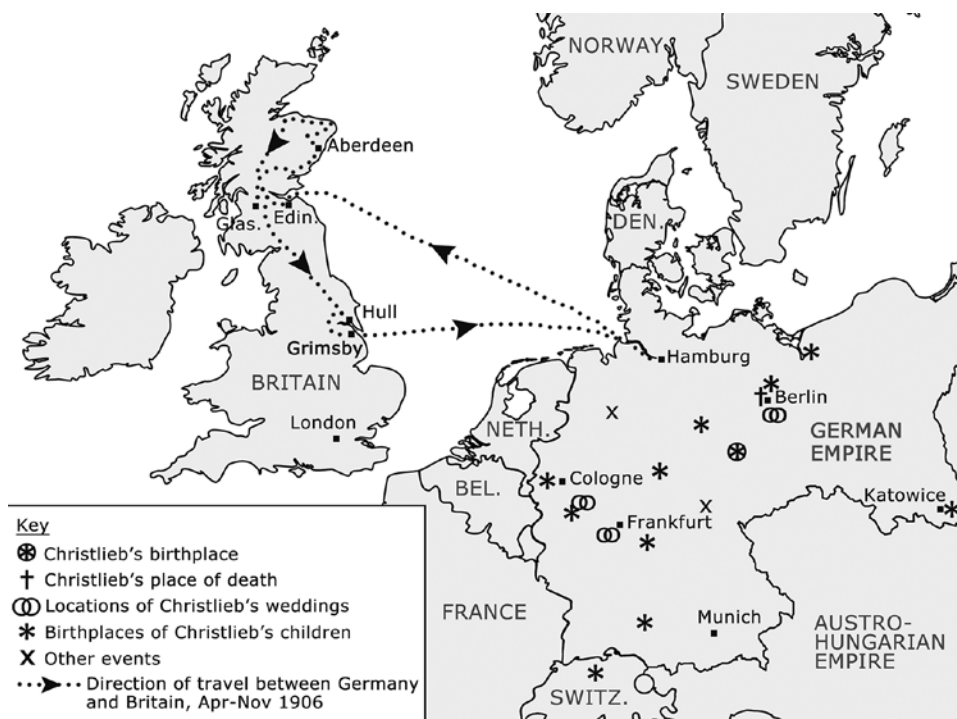 NORWAY
SWEDEN
Aberdeen
Glas.
Edin.
DEN.
Hull
Grimsby
Hamburg
BRITAIN
Berlin
London
NETH.
GERMAN
EMPIRE
BEL.
Cologne
Katowice
Frankfurt
Key
Christlieb's birthplace
Christlieb's place of death
Locations of Christlieb's weddings
Birthplaces of Christlieb's children
Other events
Direction of travel between Germany
and Britain, Apr-Nov 1906
FRANCE
Munich
AUSTRO-
HUNGARIAN
EMPIRE
SWITZ.